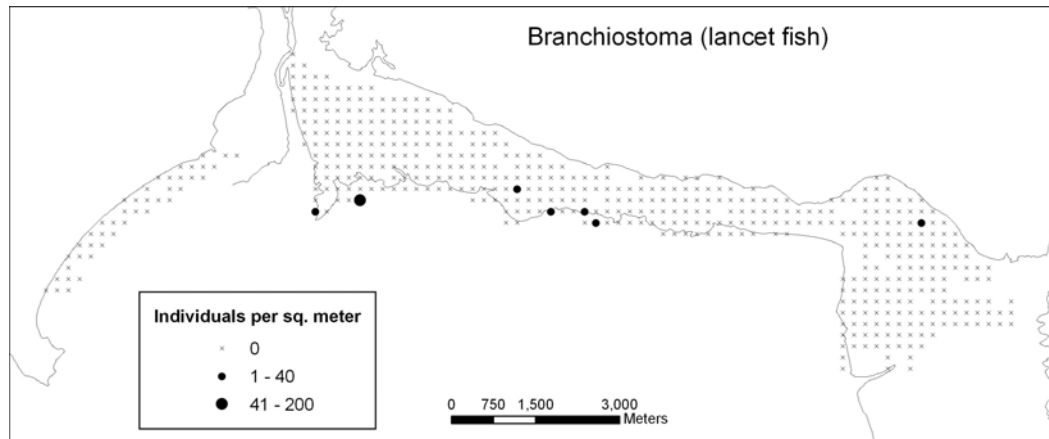 Branchiostoma (lancet fish)
Individuals per sq. meter
0
1 - 40
41 - 200
0 750 1,500 3,000
Meters